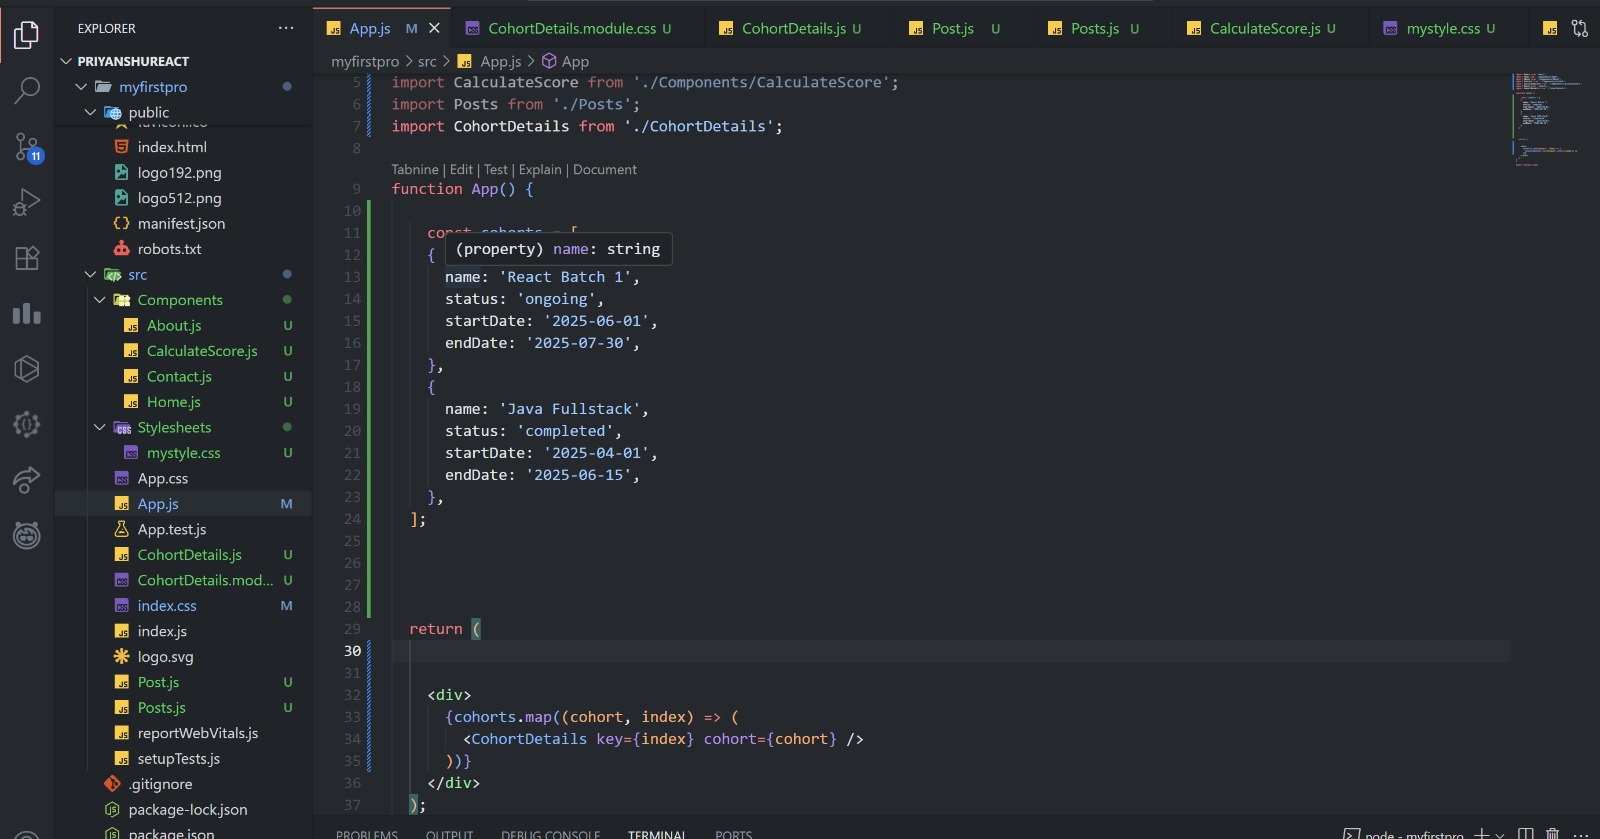 EXPLORER
PRIYANSHUREACT
myfirstpro
public
favicon.ico
index.html
logo192.png
logo512.png
manifest.json
robots.txt
src
Components
About.js U
CalculateScore.js U
Contact.js U
Home.js U
Stylesheets
mystyle.css U
App.css
App.js M
App.test.js
CohortDetails.js U
CohortDetails.mod... U
index.css M
index.js
logo.svg
Post.js U
Posts.js U
reportWebVitals.js
setupTests.js
.gitignore
package-lock.json
package.json
11
App.js M
CohortDetails.module.css U
CohortDetails.js U
Post.js U
Posts.js U
CalculateScore.js U
mystyle.css U
myfirstpro > src > App.js > App
5 import CalculateScore from './Components/CalculateScore';
6 import Posts from './Posts';
7 import CohortDetails from './CohortDetails';
8
Tabnine | Edit | Test | Explain | Document
9 function App() {
10
11 const cohorts = [
(property) name: string
12 {
13 name: 'React Batch 1',
14 status: 'ongoing',
15 startDate: '2025-06-01',
16 endDate: '2025-07-30',
17 },
18 {
19 name: 'Java Fullstack',
20 status: 'completed',
21 startDate: '2025-04-01',
22 endDate: '2025-06-15',
23 },
24 ];
25
26
27
28
29 return (
30
31
32 <div>
33 {cohorts.map((cohort, index) => (
34 <CohortDetails key={index} cohort={cohort} />
35 ))}
36 </div>
37 );
PROBLEMS OUTPUT DEBUG CONSOLE TERMINAL PORTS
node - myfirstpro